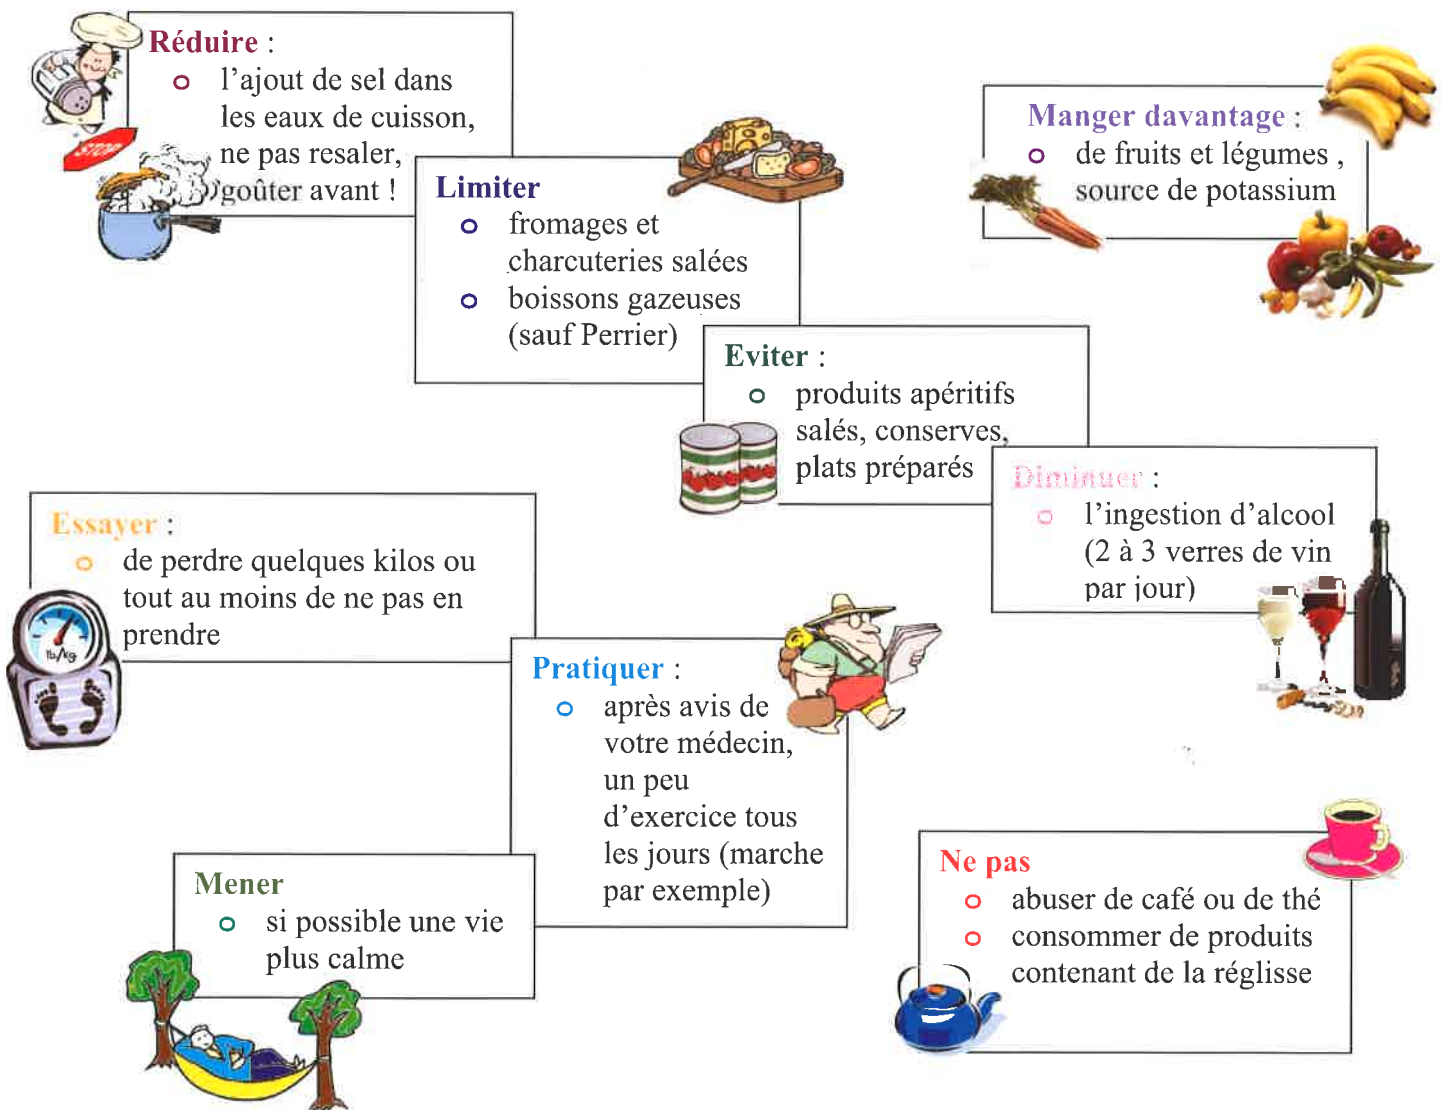 Réduire :
o l'ajout de sel dans
les eaux de cuisson,
ne pas resaler,
goûter avant !
STOP
Limiter
o fromages et
charcuteries salées
o boissons gazeuses
(sauf Perrier)
Manger davantage :
o de fruits et légumes ,
source de potassium
Eviter :
o produits apéritifs
salés, conserves,
plats préparés
Diminuer :
o l'ingestion d'alcool
(2 à 3 verres de vin
par jour)
Essayer :
o de perdre quelques kilos ou
tout au moins de ne pas en
prendre
lb/kg
Pratiquer :
o après avis de
votre médecin,
un peu
d'exercice tous
les jours (marche
par exemple)
Mener
o si possible une vie
plus calme
Ne pas
o abuser de café ou de thé
o consommer de produits
contenant de la réglisse